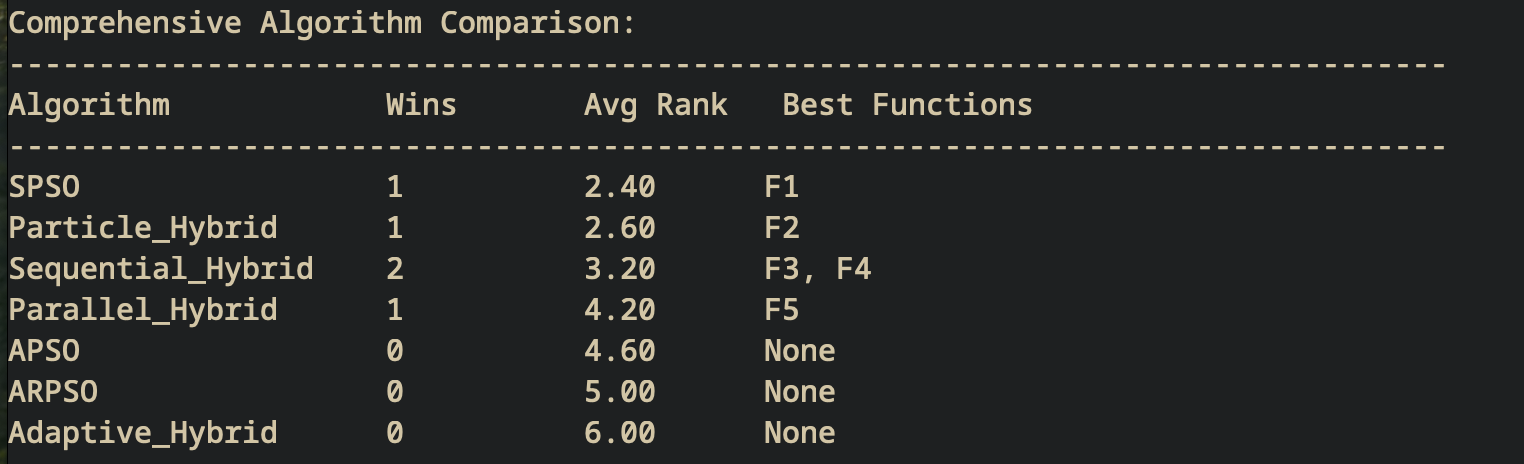 Comprehensive Algorithm Comparison:
--------------------------------------------------------------------------------
Algorithm            Wins       Avg Rank   Best Functions
--------------------------------------------------------------------------------
SPSO                 1          2.40      F1
Particle_Hybrid      1          2.60      F2
Sequential_Hybrid    2          3.20      F3, F4
Parallel_Hybrid      1          4.20      F5
APSO                 0          4.60      None
ARPSO                0          5.00      None
Adaptive_Hybrid      0          6.00      None